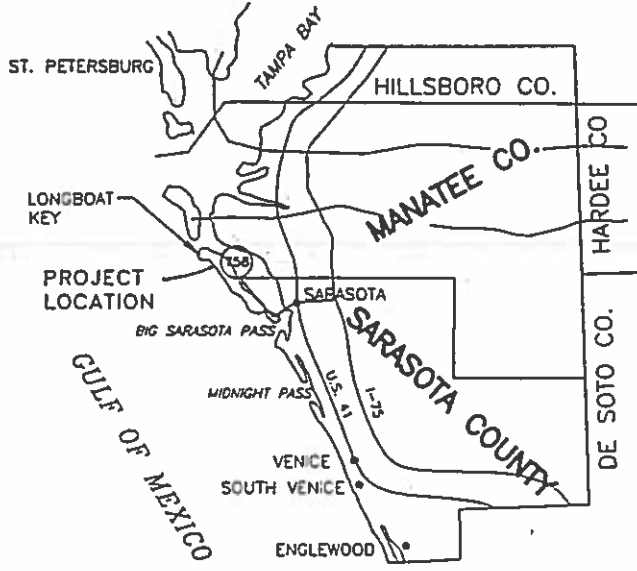 ST. PETERSBURG
TAMPA BAY
HILLSBORO CO.
MANATEE CO.
HARDEE CO
LONGBOAT
KEY
758
PROJECT
LOCATION
SARASOTA
BIG SARASOTA PASS
SARASOTA COUNTY
MIDNIGHT PASS
U.S. 41
I-75
DE SOTO CO.
GULF OF MEXICO
VENICE
SOUTH VENICE
ENGLEWOOD